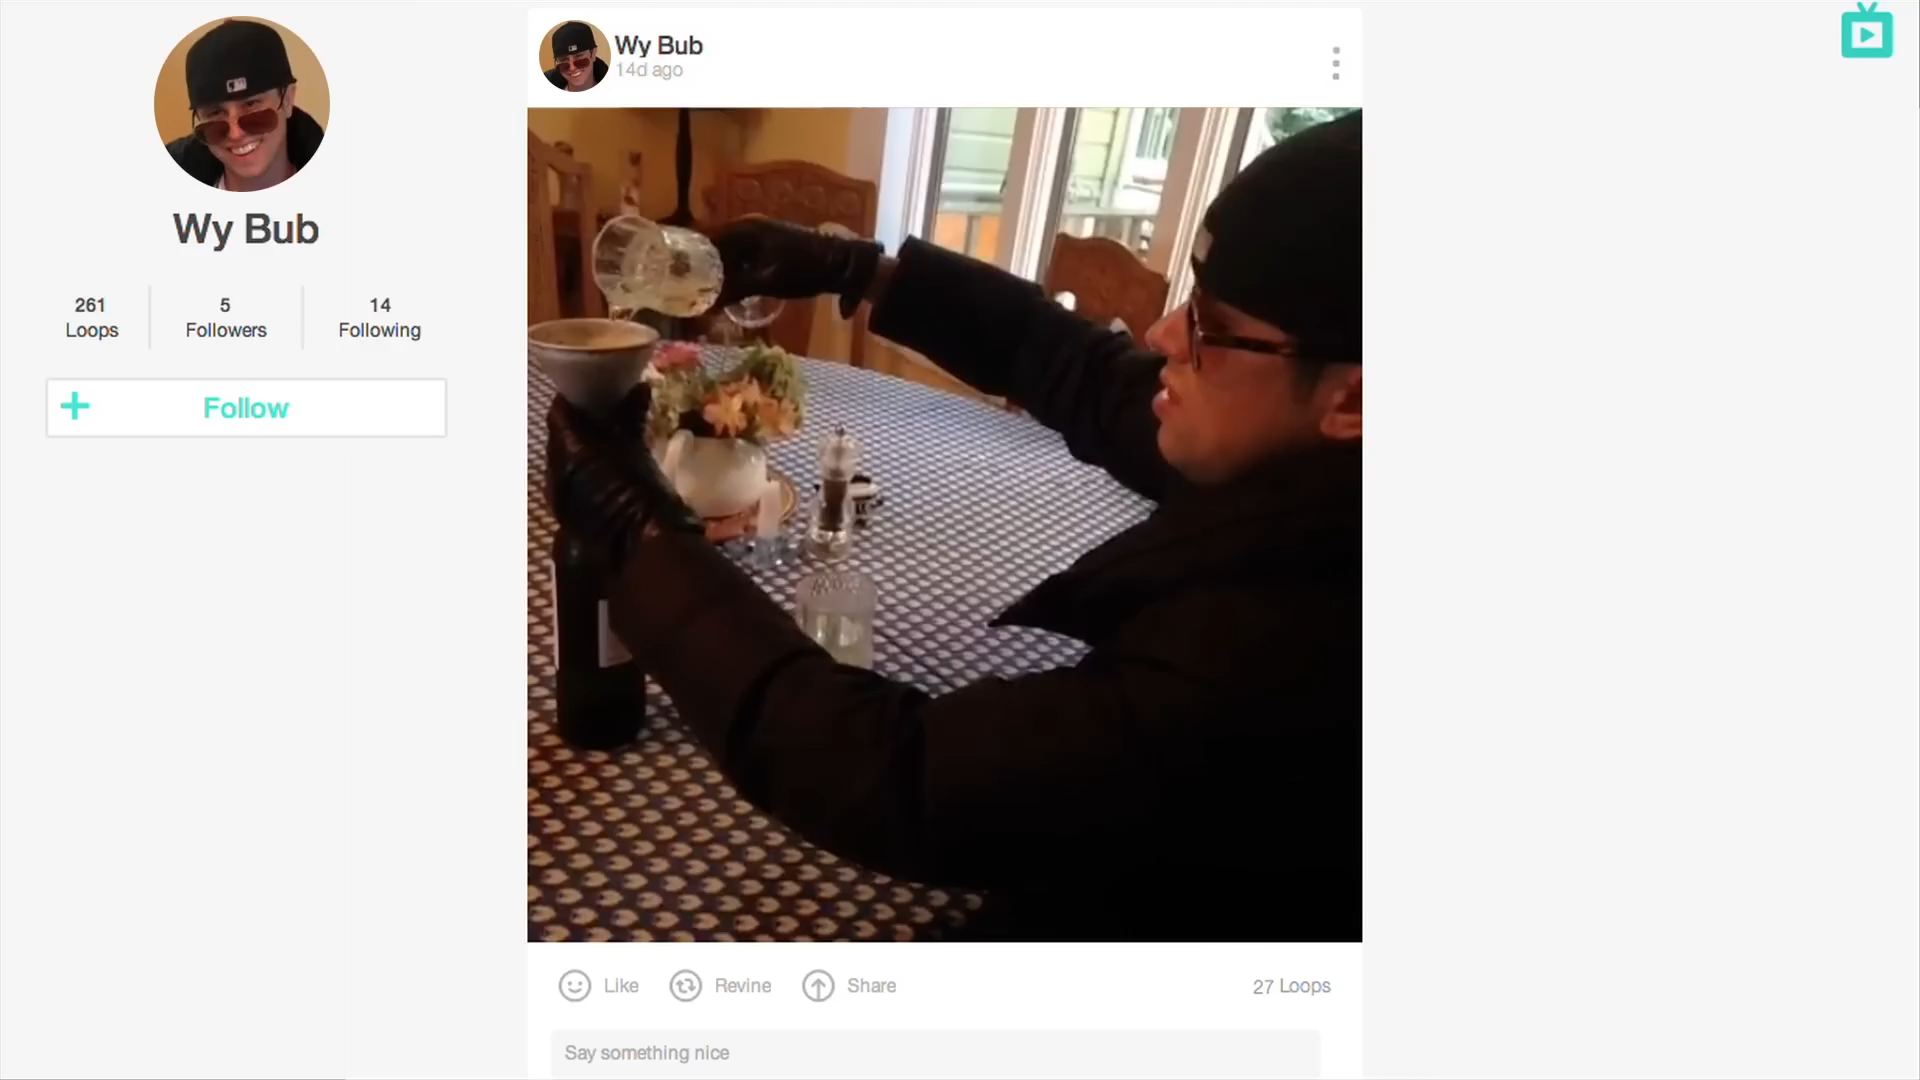 Wy Bub
261
Loops
5
Followers
14
Following
Follow
Wy Bub
14d ago
Like
Revine
Share
27 Loops
Say something nice